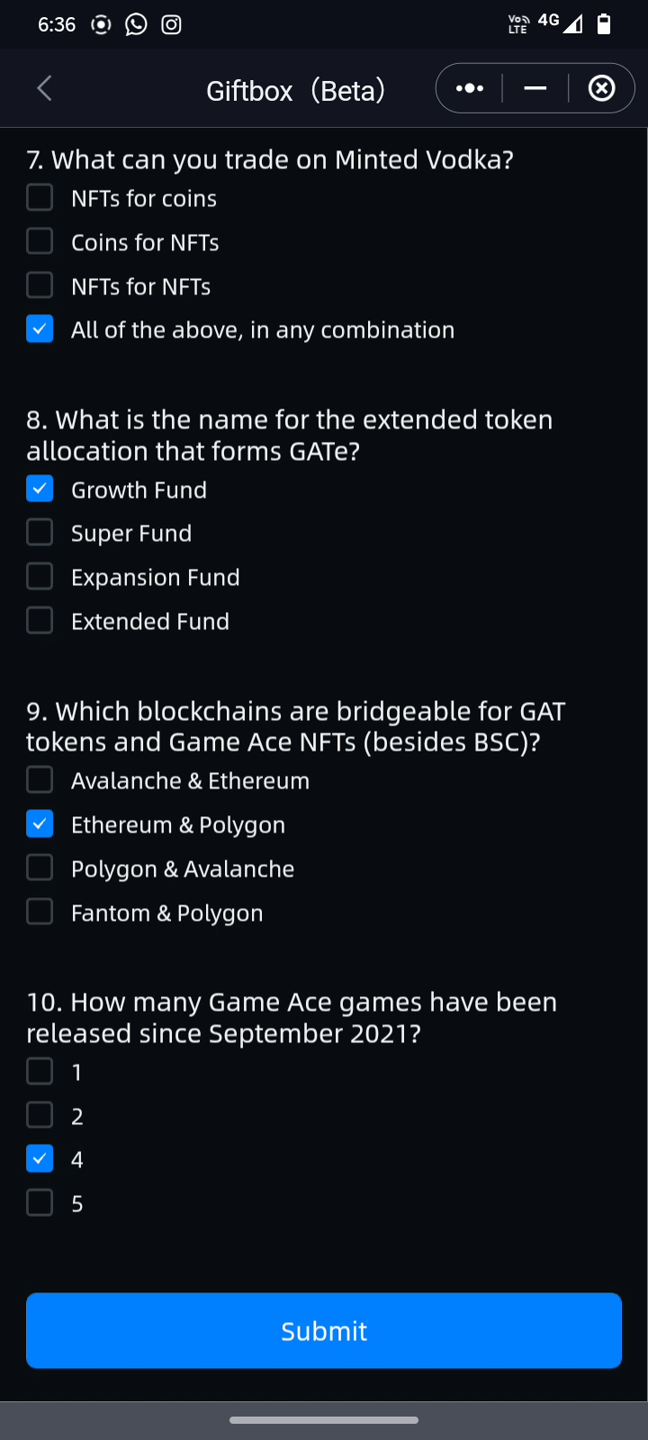 6:36
Vo LTE 4G
Giftbox（Beta）
7. What can you trade on Minted Vodka?
NFTs for coins
Coins for NFTs
NFTs for NFTs
All of the above, in any combination
8. What is the name for the extended token
allocation that forms GATe?
Growth Fund
Super Fund
Expansion Fund
Extended Fund
9. Which blockchains are bridgeable for GAT
tokens and Game Ace NFTs (besides BSC)?
Avalanche & Ethereum
Ethereum & Polygon
Polygon & Avalanche
Fantom & Polygon
10. How many Game Ace games have been
released since September 2021?
1
2
4
5
Submit